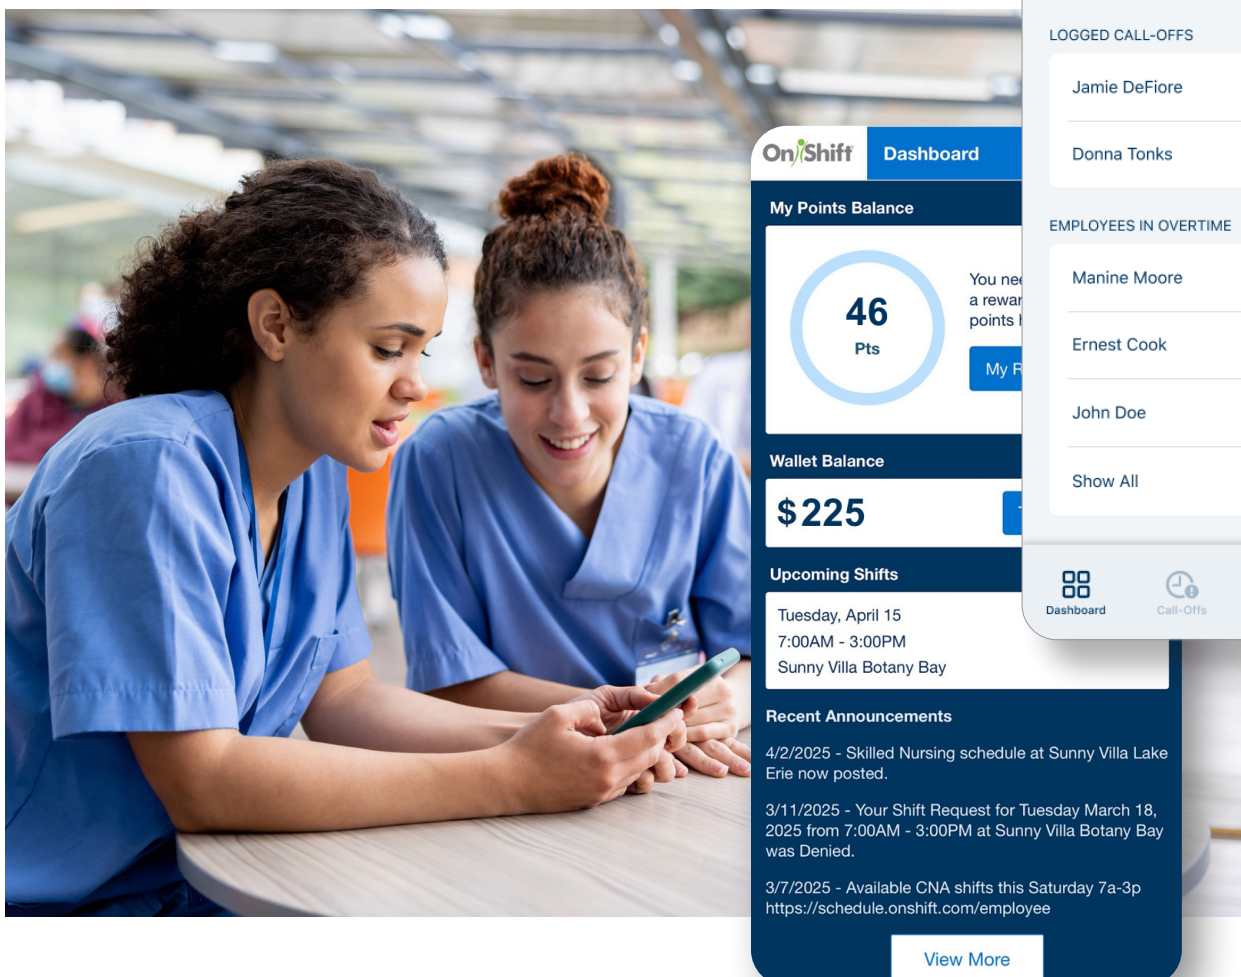 LOGGED CALL-OFFS
Jamie DeFiore
Donna Tonks
EMPLOYEES IN OVERTIME
Manine Moore
Ernest Cook
John Doe
Show All
Dashboard
Call-Offs
OnShift
Dashboard
My Points Balance
46
Pts
You
a
points
My
Wallet Balance
$225
Upcoming Shifts
Tuesday, April 15
7:00AM - 3:00PM
Sunny Villa Botany Bay
Recent Announcements
4/2/2025 - Skilled Nursing schedule at Sunny Villa Lake
Erie now posted.
3/11/2025 - Your Shift Request for Tuesday March 18,
2025 from 7:00AM - 3:00PM at Sunny Villa Botany Bay
was Denied.
3/7/2025 - Available CNA shifts this Saturday 7a-3p
https://schedule.onshift.com/employee
View More